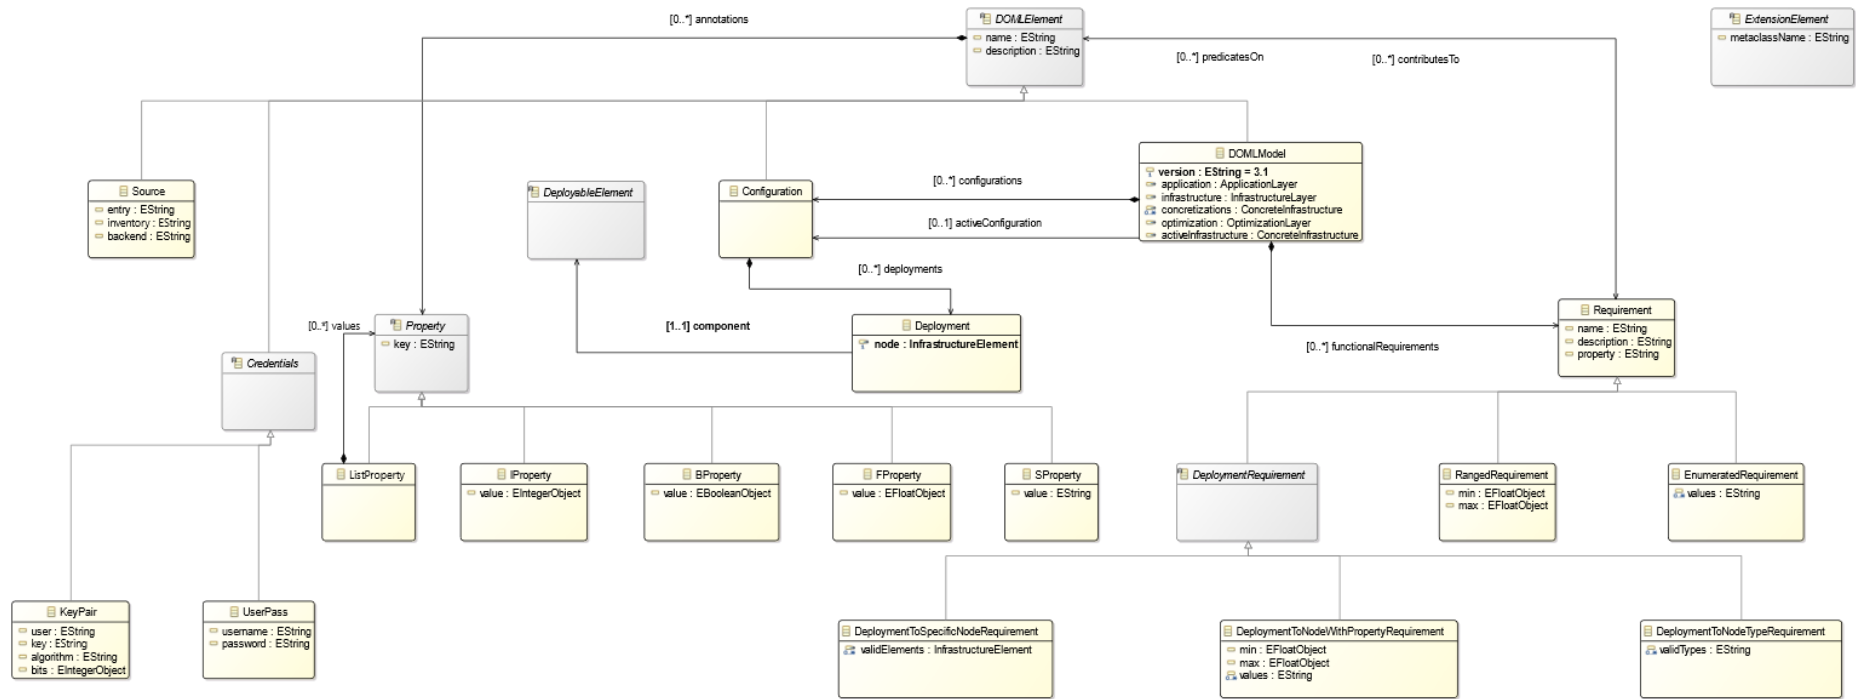 [0..*] annotations
DOMLElement
name : EString
description : EString
[0..*] predicatesOn
[0..*] contributesTo
ExtensionElement
metaclassName : EString
Source
entry : EString
inventory : EString
backend : EString
DeployableElement
Configuration
[0..*] configurations
[0..1] activeConfiguration
DOMLModel
version : EString = 3.1
application : ApplicationLayer
infrastructure : InfrastructureLayer
concretizations : ConcreteInfrastructure
optimization : OptimizationLayer
activeInfrastructure : ConcreteInfrastructure
[0..*] deployments
[0..*] values
Property
key : EString
[1..1] component
Deployment
node : InfrastructureElement
[0..*] functionalRequirements
Requirement
name : EString
description : EString
property : EString
Credentials
ListProperty
IProperty
value : EIntegerObject
BProperty
value : EBooleanObject
FProperty
value : EFloatObject
SProperty
value : EString
DeploymentRequirement
RangedRequirement
min : EFloatObject
max : EFloatObject
EnumeratedRequirement
values : EString
KeyPair
user : EString
key : EString
algorithm : EString
bits : EIntegerObject
UserPass
username : EString
password : EString
DeploymentToSpecificNodeRequirement
validElements : InfrastructureElement
DeploymentToNodeWithPropertyRequirement
min : EFloatObject
max : EFloatObject
values : EString
DeploymentToNodeTypeRequirement
validTypes : EString